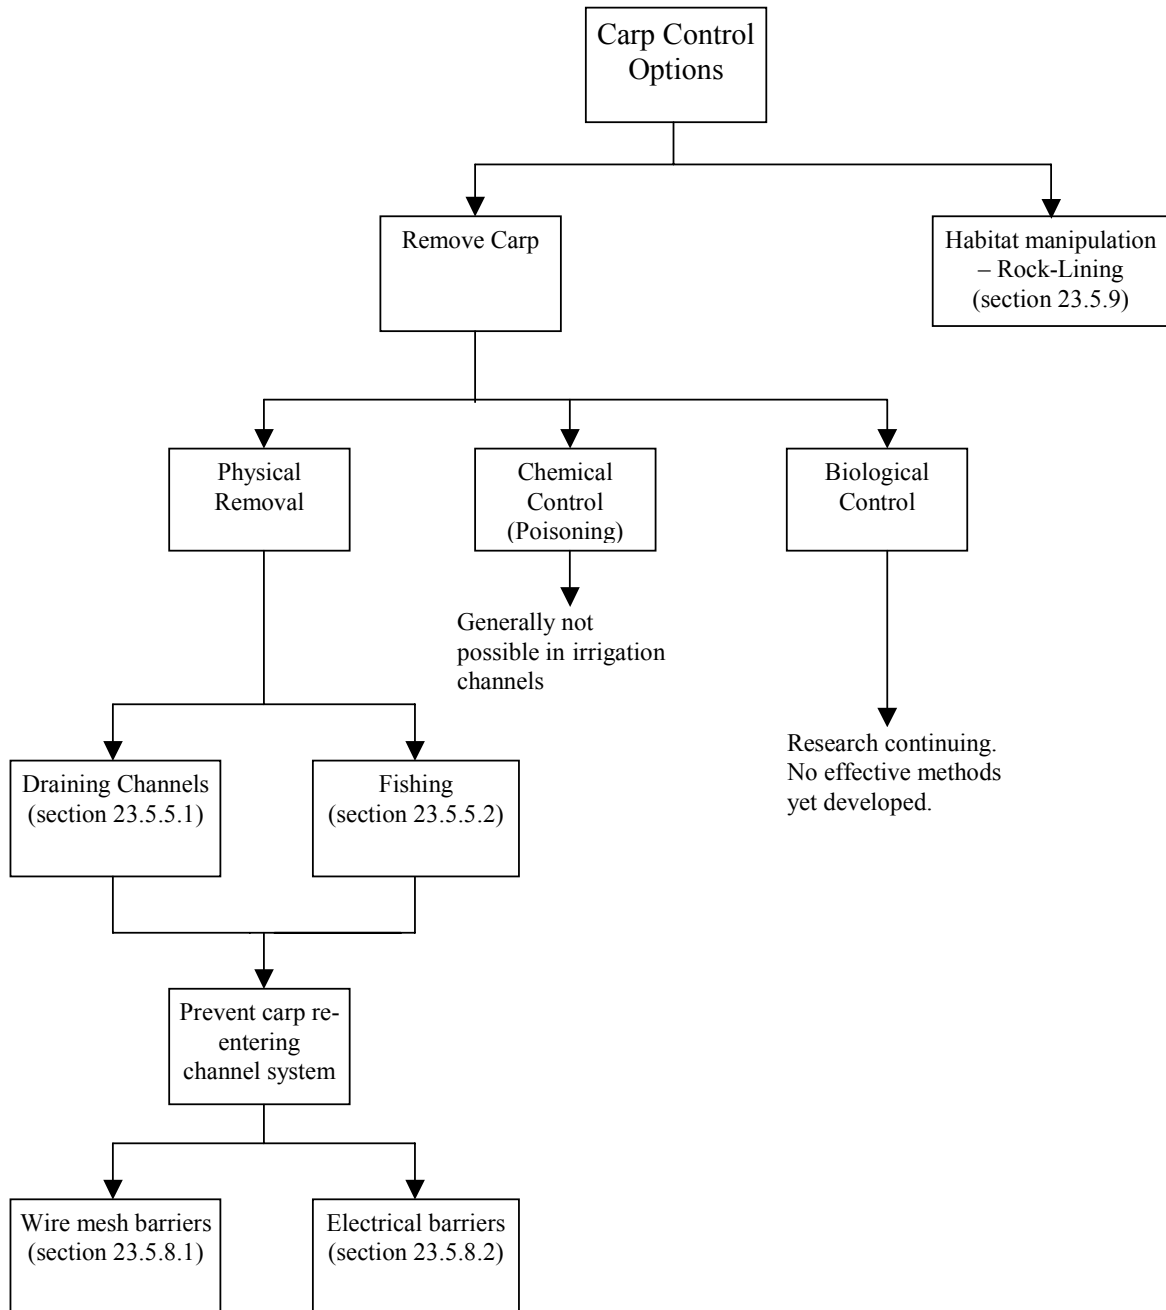 Carp Control
Options
Remove Carp
Habitat manipulation
– Rock-Lining
(section 23.5.9)
Physical
Removal
Chemical
Control
(Poisoning)
Biological
Control
Generally not
possible in irrigation
channels
Research continuing.
No effective methods
yet developed.
Draining Channels
(section 23.5.5.1)
Fishing
(section 23.5.5.2)
Prevent carp re-
entering
channel system
Wire mesh barriers
(section 23.5.8.1)
Electrical barriers
(section 23.5.8.2)